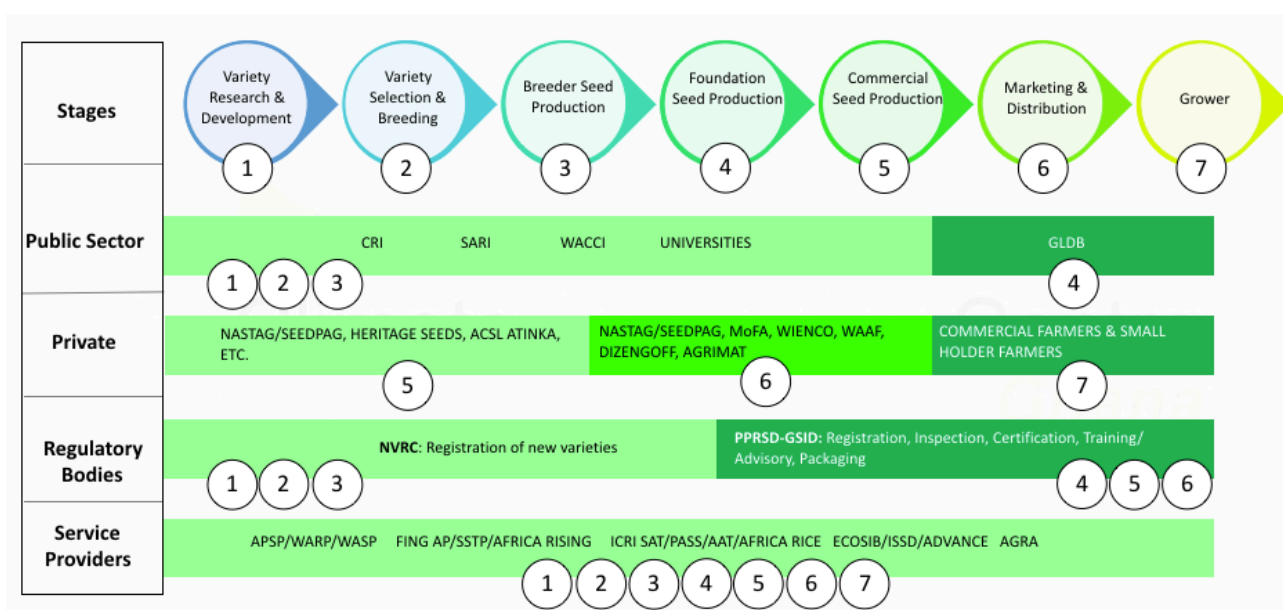 Stages
Variety
Research &
Development
1
Variety
Selection &
Breeding
2
Breeder Seed
Production
3
Foundation
Seed Production
4
Commercial
Seed Production
5
Marketing &
Distribution
6
Grower
7
Public Sector
CRI SARI WACCI UNIVERSITIES
1 2 3
GLDB
4
Private
NASTAG/SEEDPAG, HERITAGE SEEDS, ACSL ATINKA,
ETC.
5
NASTAG/SEEDPAG, MoFA, WIENCO, WAAF,
DIZENGOFF, AGRIMAT
6
COMMERCIAL FARMERS & SMALL
HOLDER FARMERS
7
Regulatory
Bodies
NVRC: Registration of new varieties
1 2 3
PPRSD-GSID: Registration, Inspection, Certification, Training/
Advisory, Packaging
4 5 6
Service
Providers
APSP/WARP/WASP FING AP/SSTP/AFRICA RISING ICRI SAT/PASS/AAT/AFRICA RICE ECOSIB/ISSD/ADVANCE AGRA
1 2 3 4 5 6 7